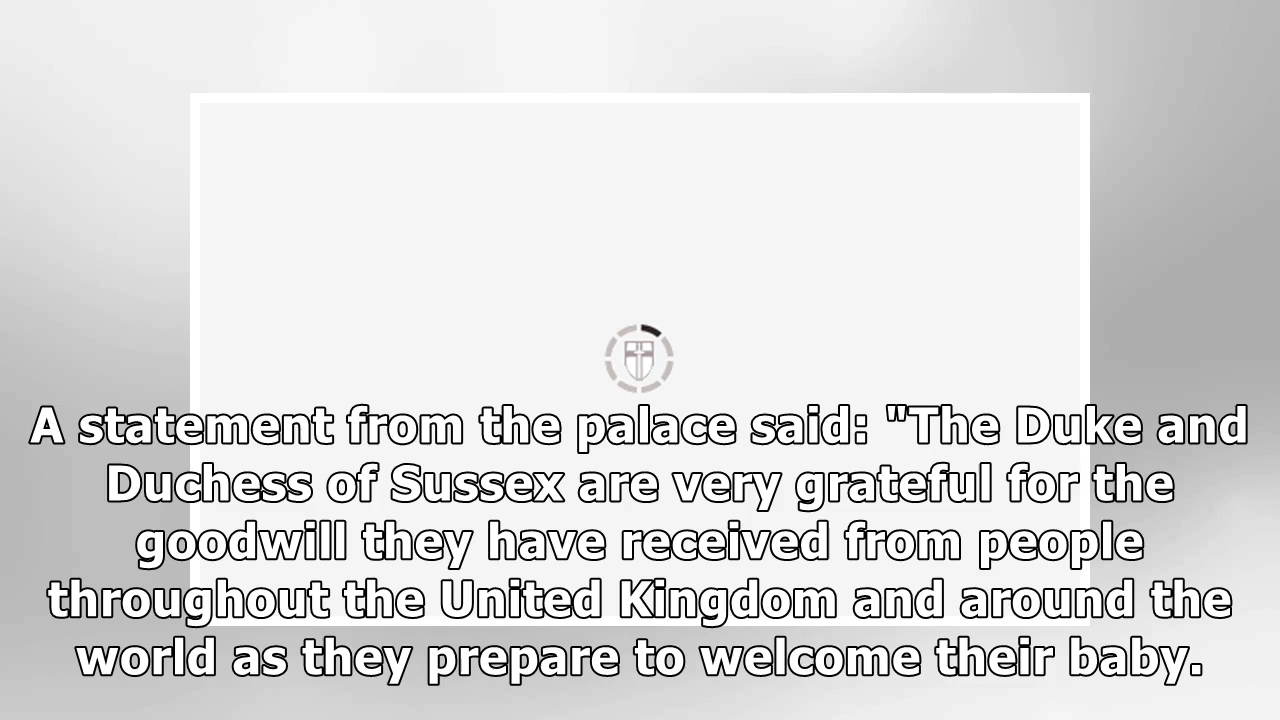 A statement from the palace said: "The Duke and
Duchess of Sussex are very grateful for the
goodwill they have received from people
throughout the United Kingdom and around the
world as they prepare to welcome their baby.